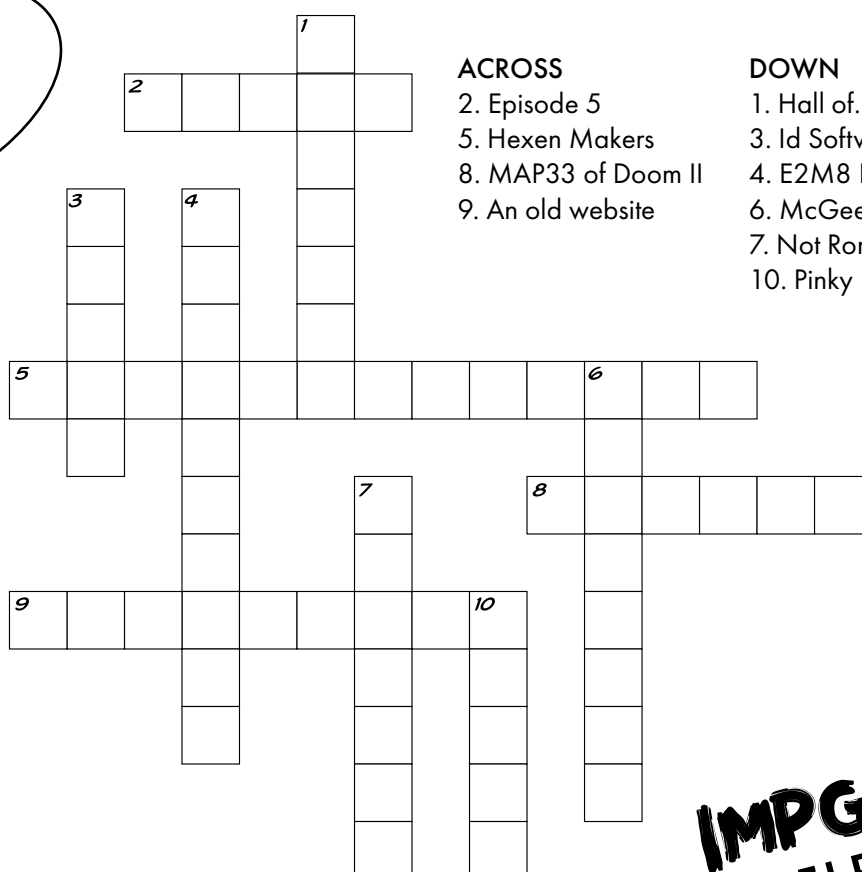 1
2
3
4
5
6
7
8
9
10
ACROSS
2. Episode 5
5. Hexen Makers
8. MAP33 of Doom II
9. An old website
DOWN
1. Hall of.
3. Id Softw
4. E2M8
6. McGee
7. Not Ror
10. Pinky
IMPG